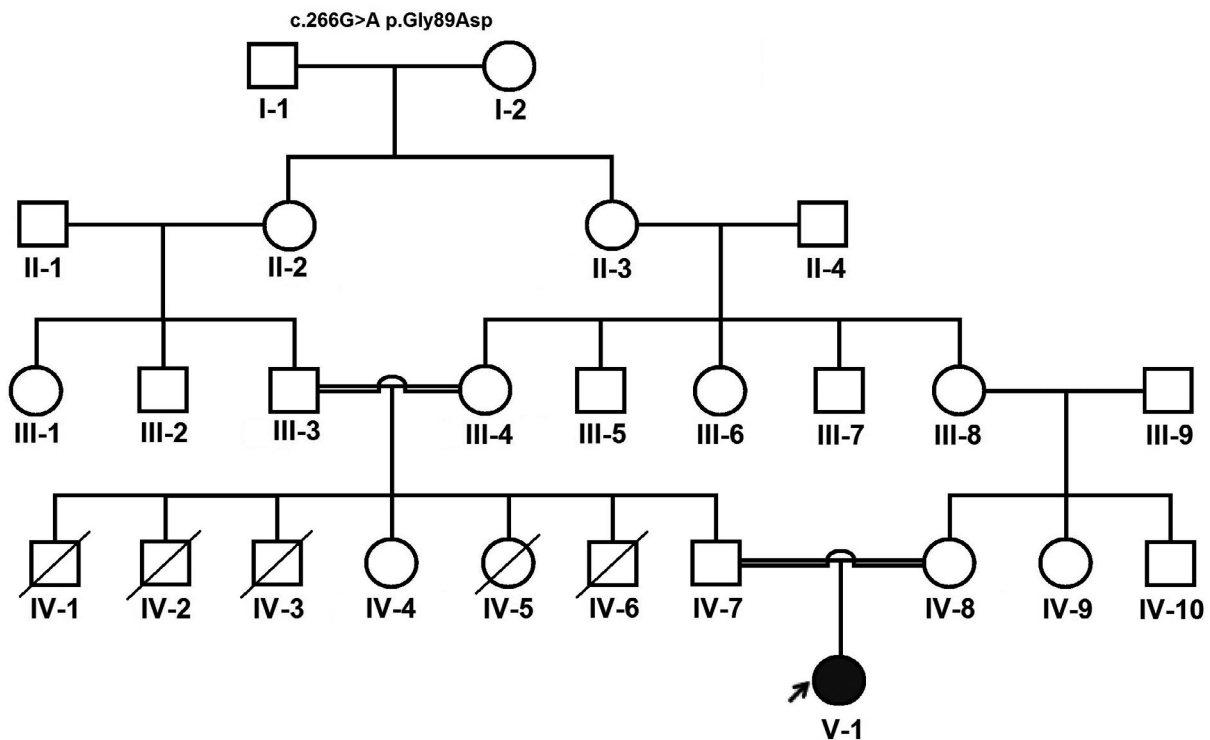 c.266G>A p.Gly89Asp
I-1 I-2
II-1 II-2 II-3 II-4
III-1 III-2 III-3 III-4 III-5 III-6 III-7 III-8 III-9
IV-1 IV-2 IV-3 IV-4 IV-5 IV-6 IV-7 IV-8 IV-9 IV-10
V-1